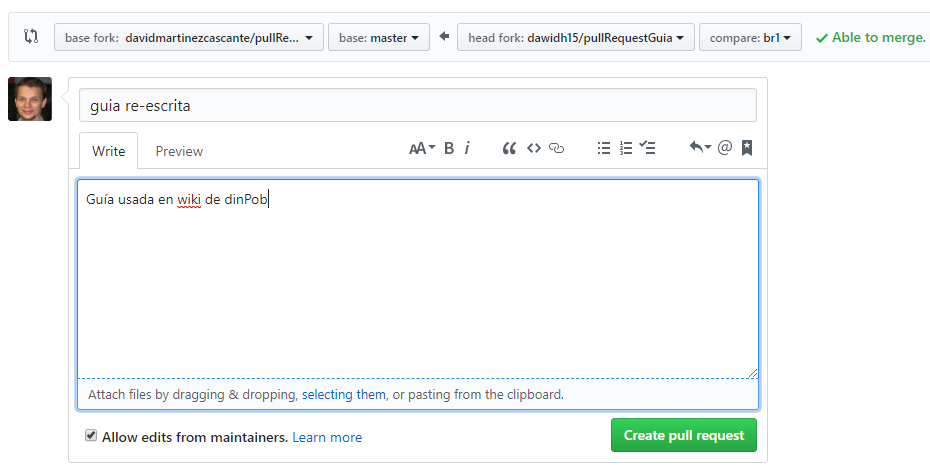 base fork: davidmartinezcascante/pullRe... base: master head fork: dawidh15/pullRequestGuia compare: br1 Able to merge.
guia re-escrita
Write Preview AA B i @
Guía usada en wiki de dinPob
Attach files by dragging & dropping, selecting them, or pasting from the clipboard.
Allow edits from maintainers. Learn more Create pull request